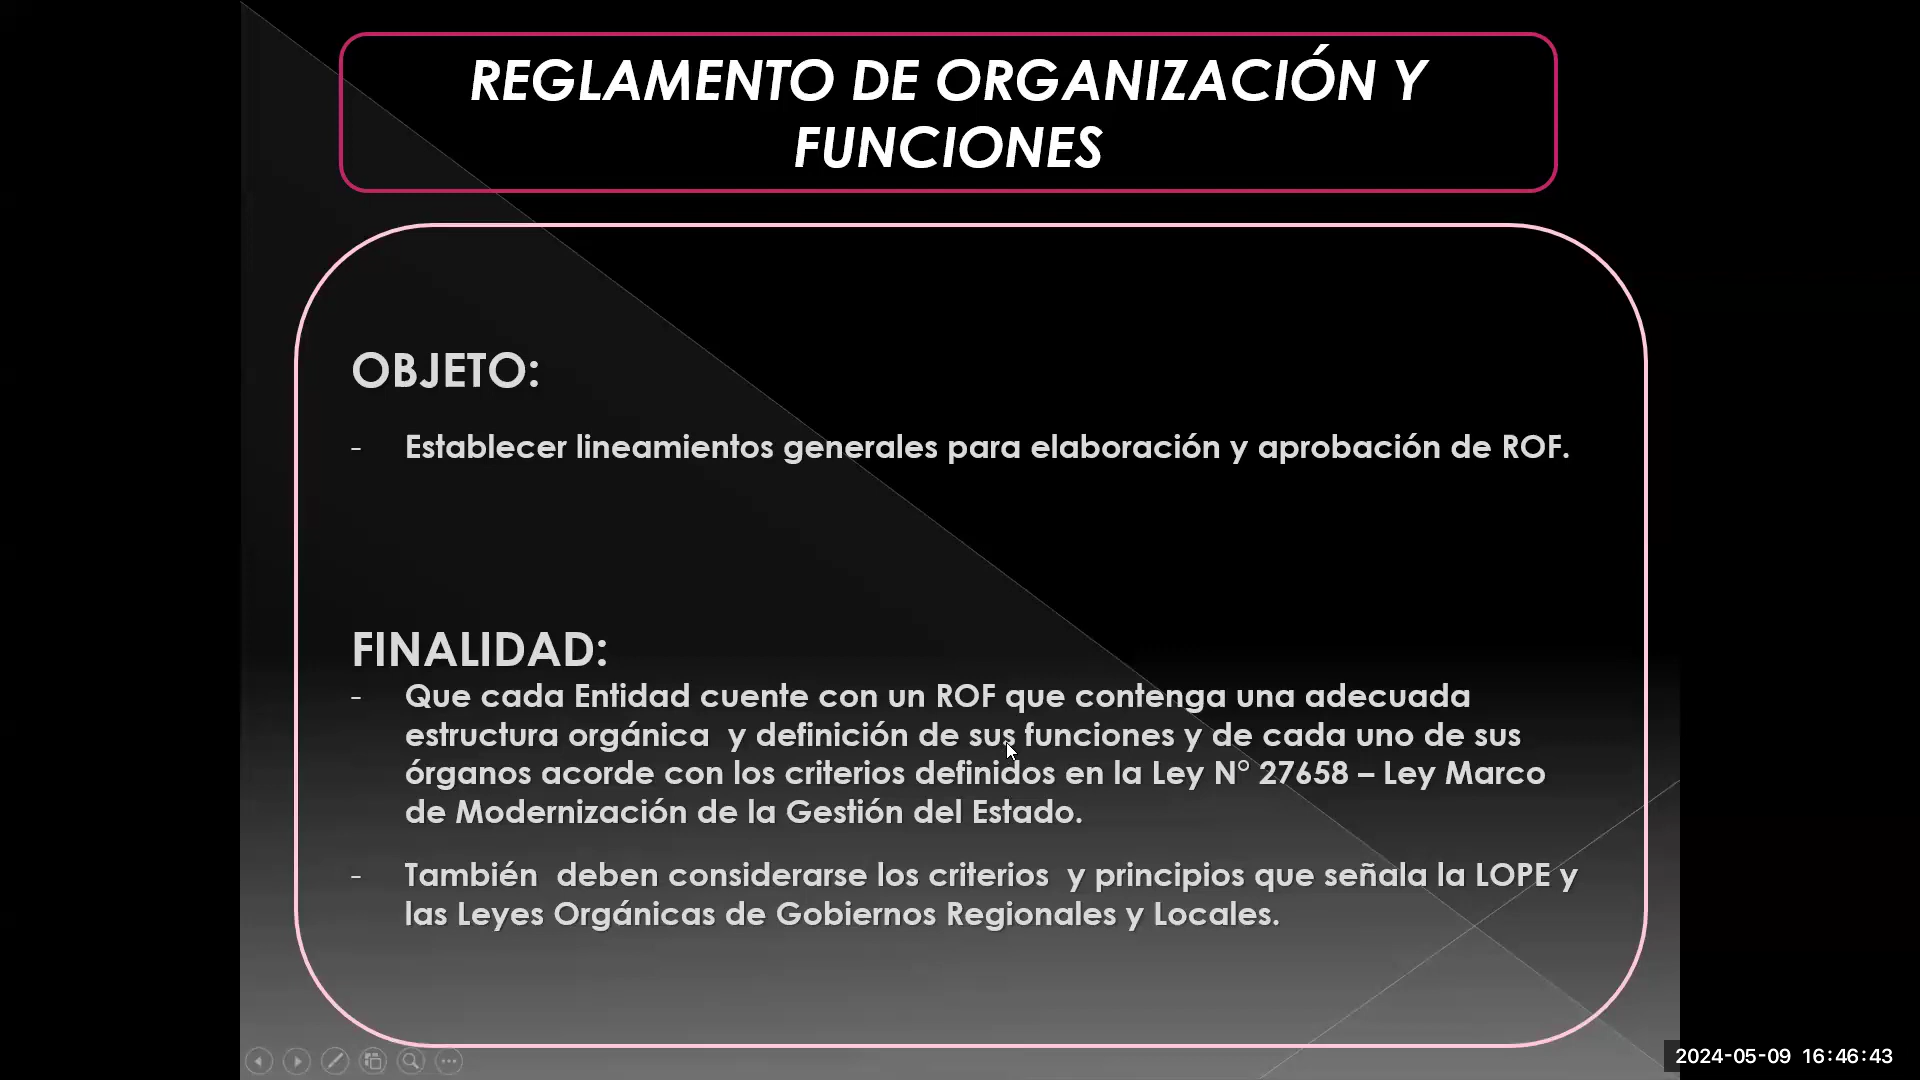 REGLAMENTO DE ORGANIZACIÓN Y
FUNCIONES
OBJETO:
- Establecer lineamientos generales para elaboración y aprobación de ROF.
FINALIDAD:
- Que cada Entidad cuente con un ROF que contenga una adecuada
estructura orgánica y definición de sus funciones y de cada uno de sus
órganos acorde con los criterios definidos en la Ley N° 27658 – Ley Marco
de Modernización de la Gestión del Estado.
- También deben considerarse los criterios y principios que señala la LOPE y
las Leyes Orgánicas de Gobiernos Regionales y Locales.
2024-05-09 16:46:43